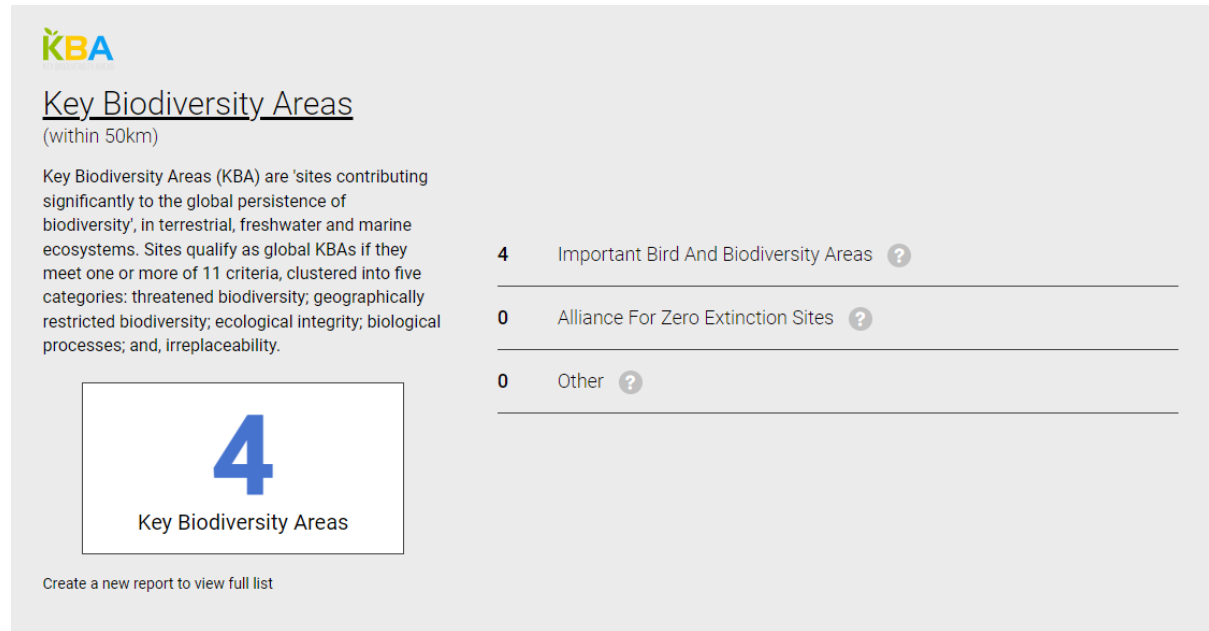 KBA
Key Biodiversity Areas
(within 50km)
Key Biodiversity Areas (KBA) are 'sites contributing
significantly to the global persistence of
biodiversity', in terrestrial, freshwater and marine
ecosystems. Sites qualify as global KBAs if they
meet one or more of 11 criteria, clustered into five
categories: threatened biodiversity; geographically
restricted biodiversity; ecological integrity; biological
processes; and, irreplaceability.
4
Key Biodiversity Areas
Create a new report to view full list
4 Important Bird And Biodiversity Areas ?
0 Alliance For Zero Extinction Sites ?
0 Other ?